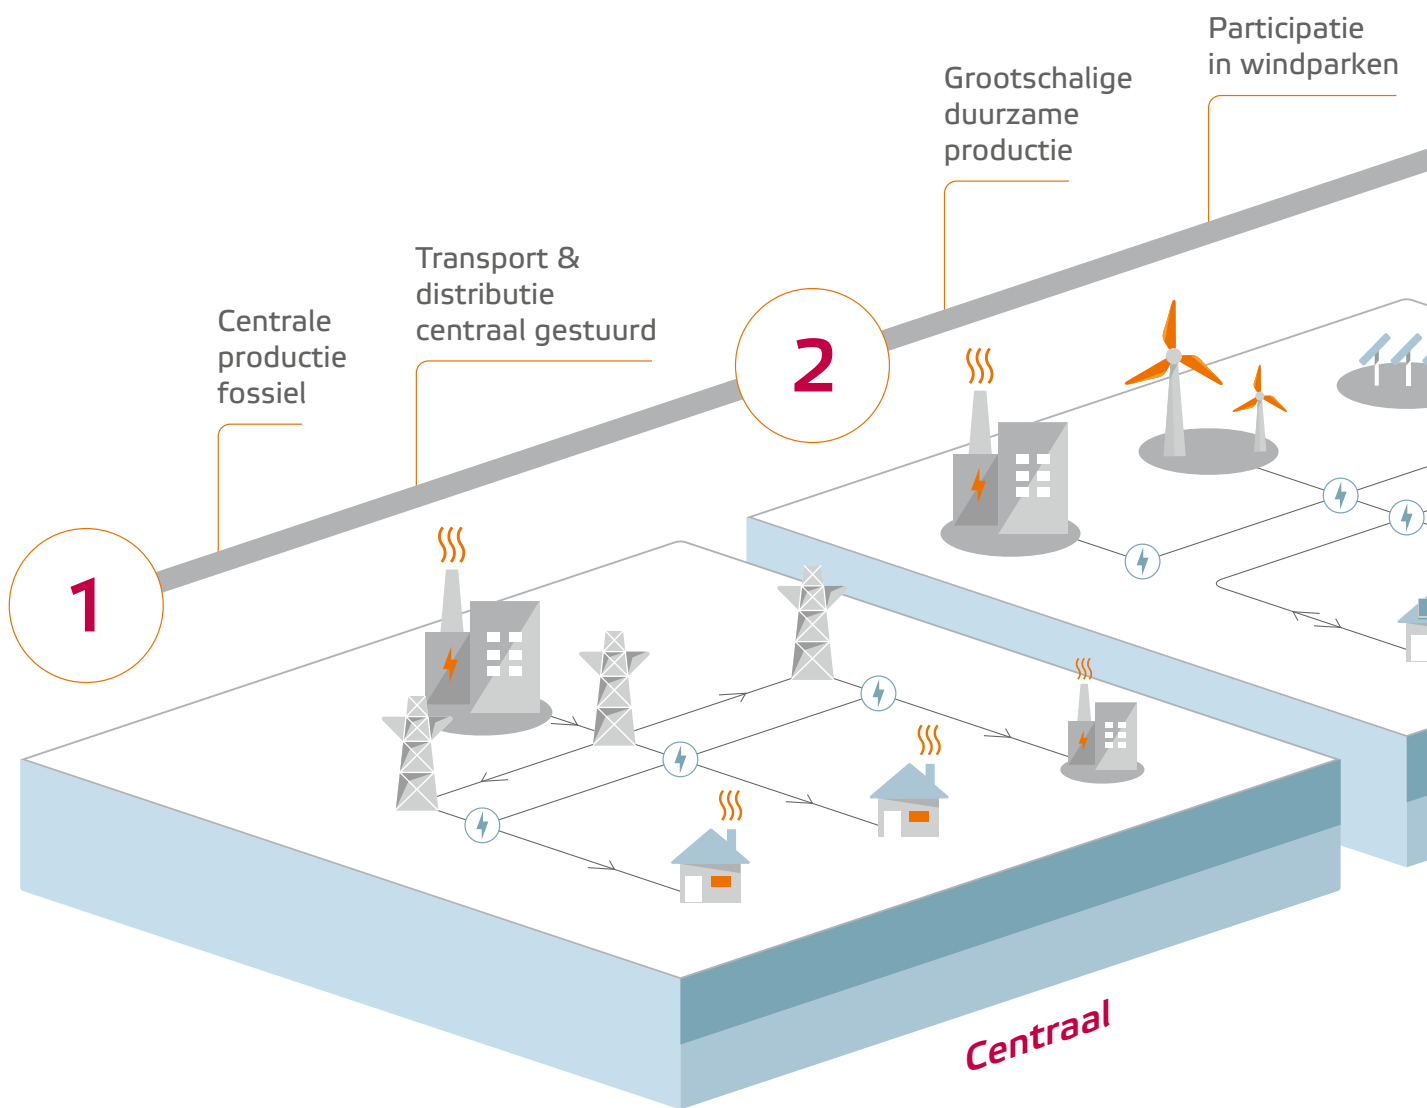 1
Centrale
productie
fossiel
Transport &
distributie
centraal gestuurd
2
Grootschalige
duurzame
productie
Participatie
in windparken
Centraal